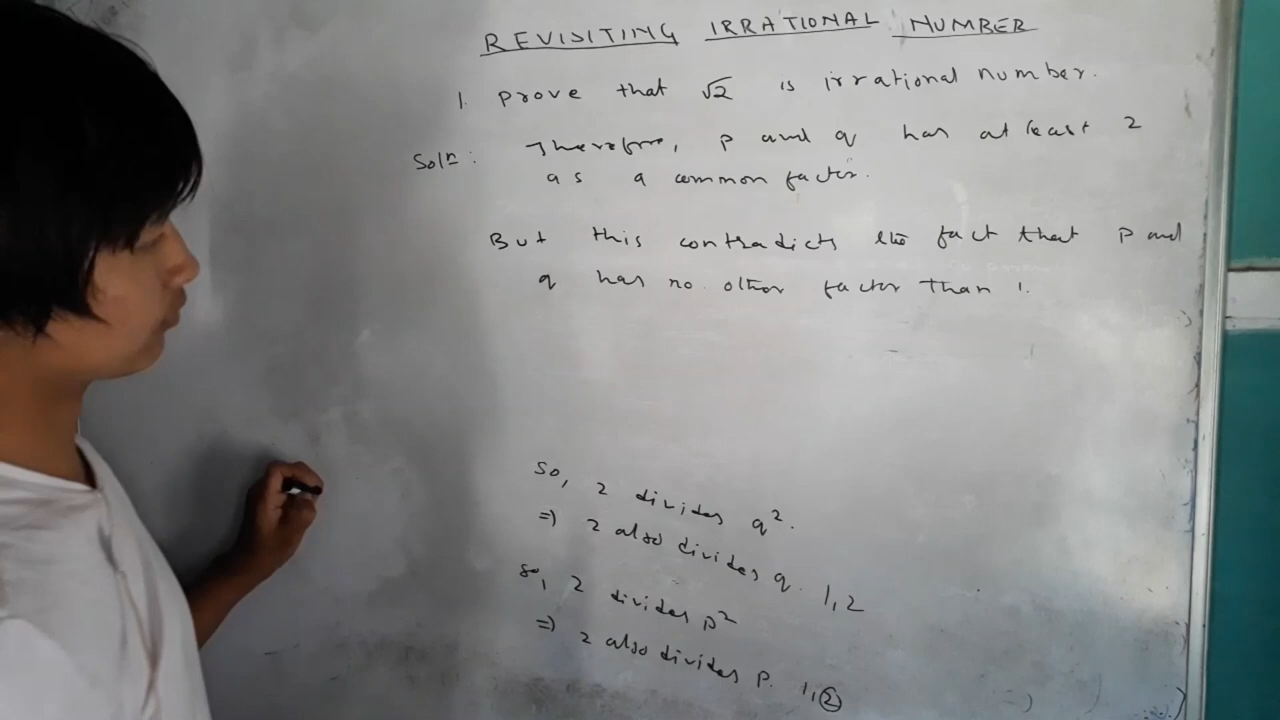 REVISITING IRRATIONAL NUMBER
1. prove that √2 is irrational number.
Soln: Therefore, p and q has at least 2
as a common factor.
But this contradicts the fact that p and
q has no other factor than 1.
So, 2 divides q².
=> 2 also divides q. 1,2
so, 2 divides p²
=> 2 also divides p. 1,②